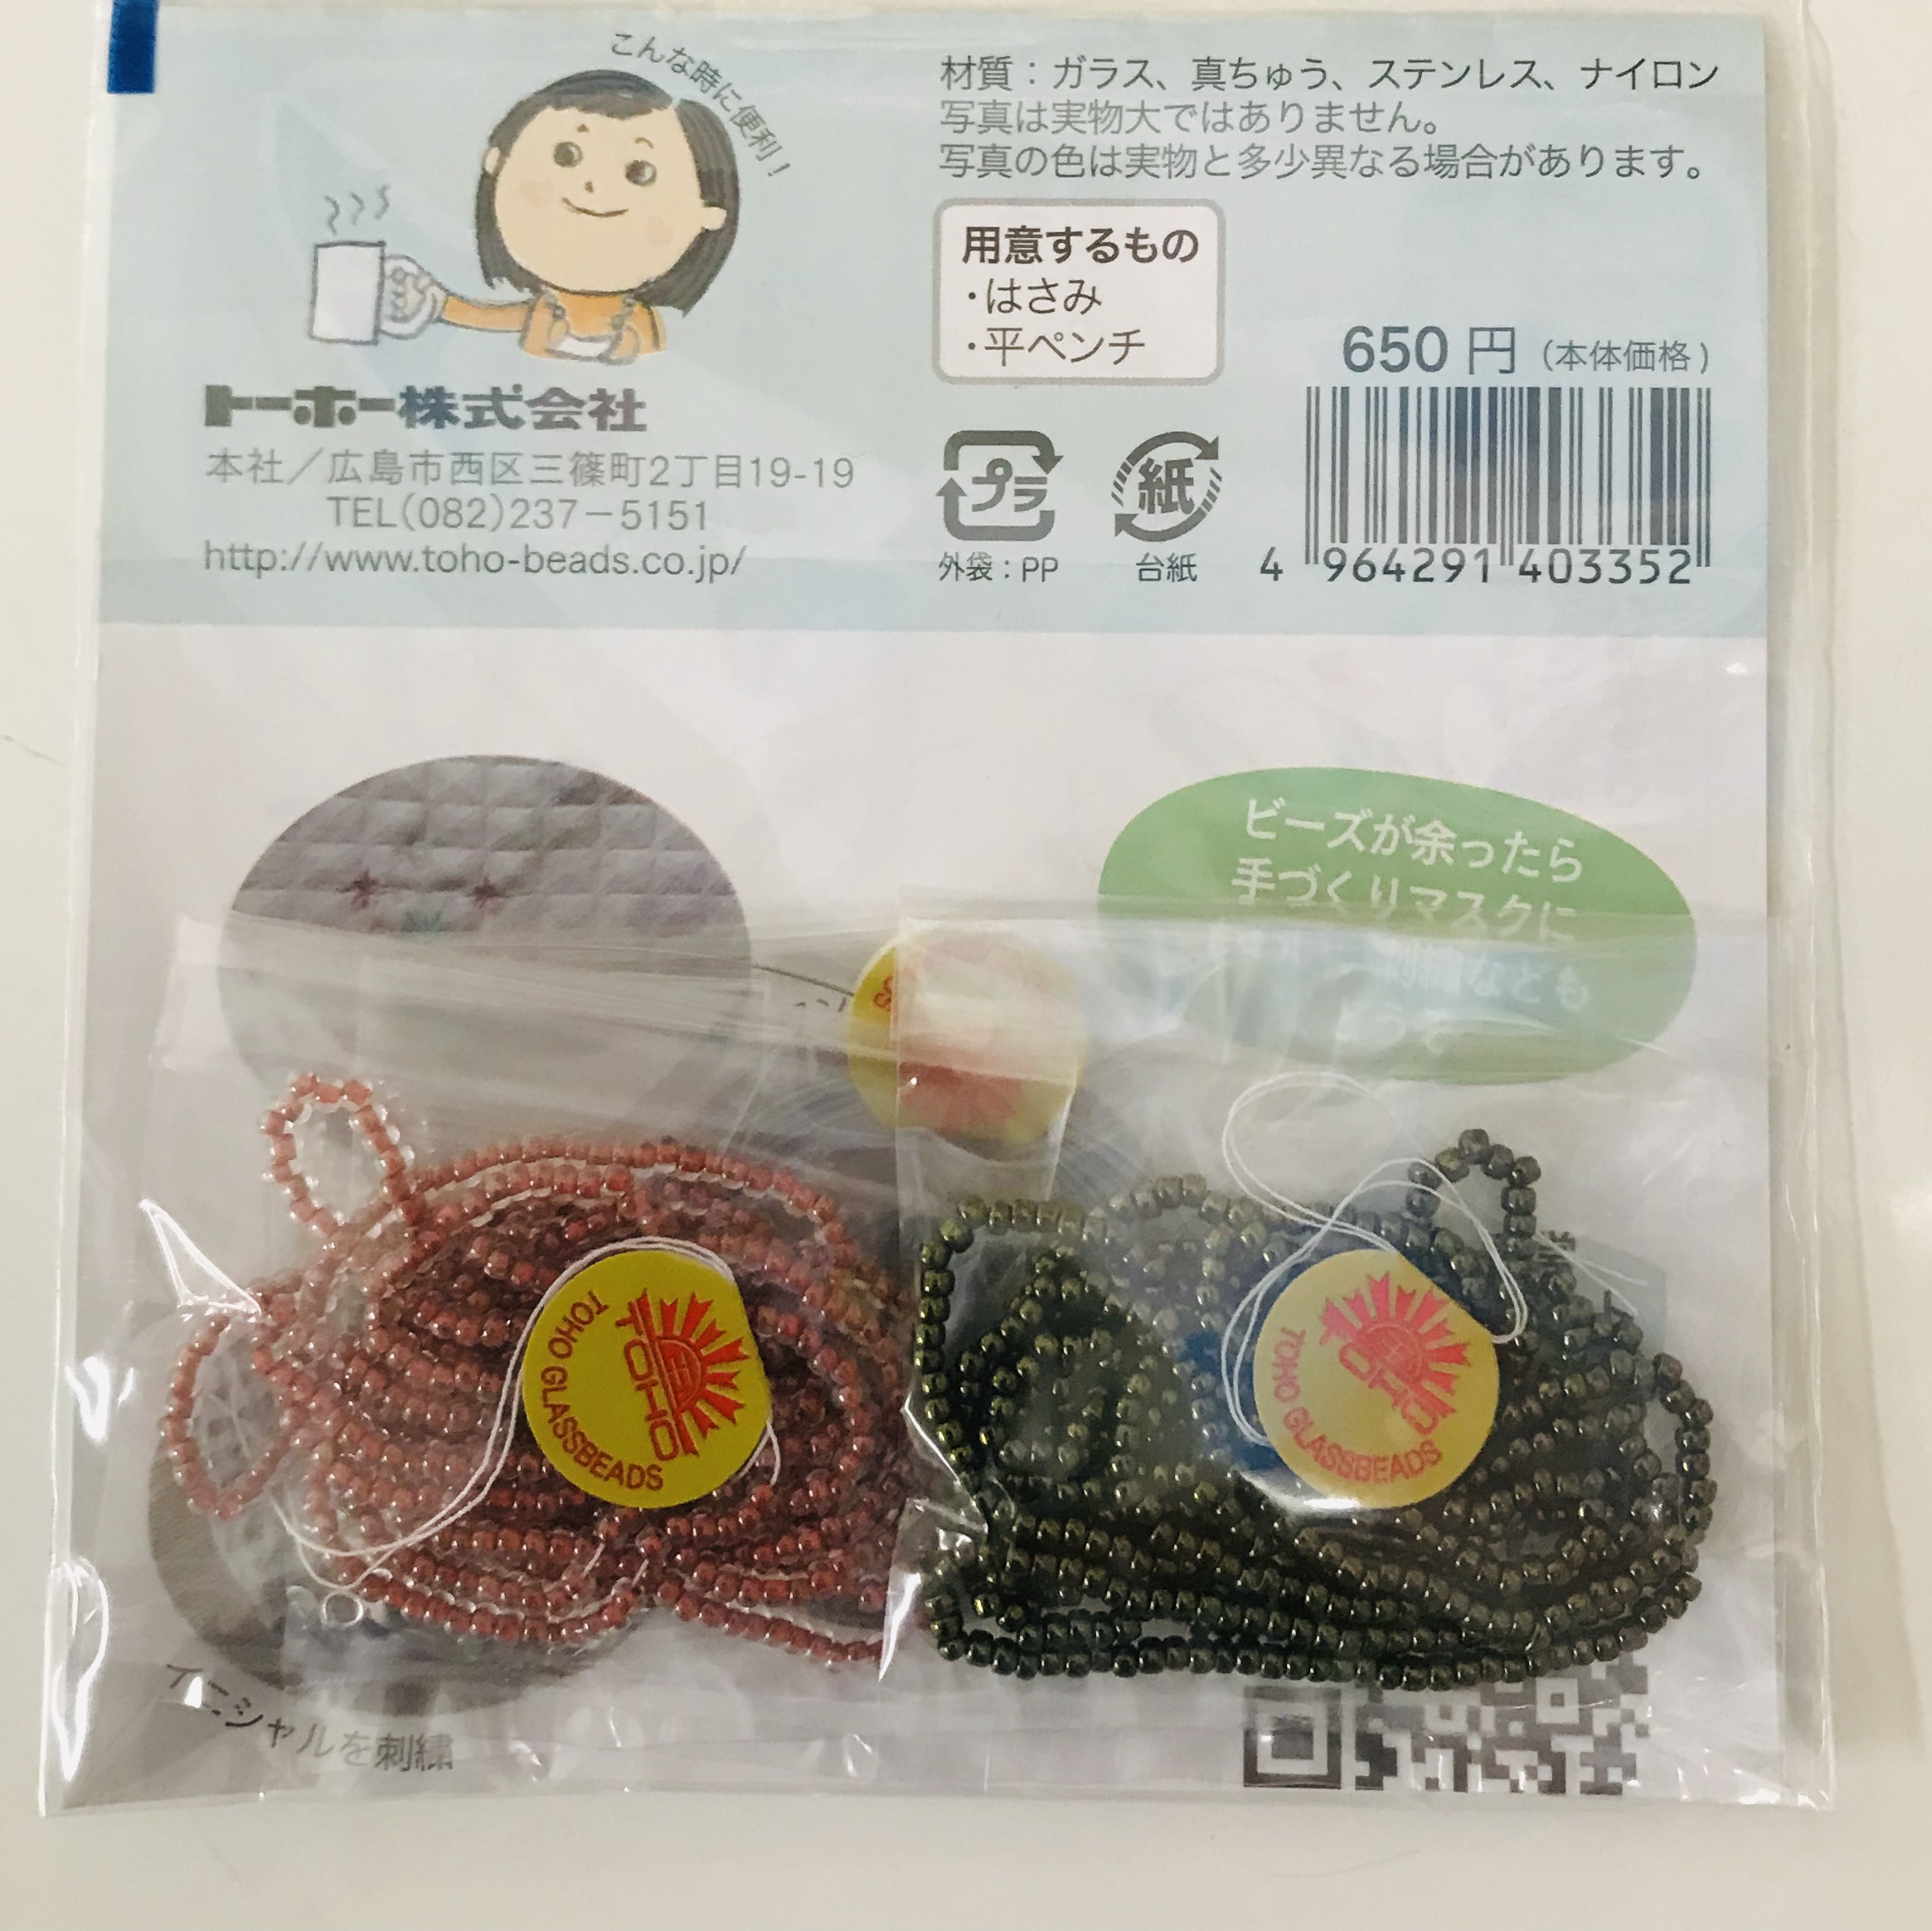 こんな時に便利!
材質：ガラス、真ちゅう、ステンレス、ナイロン
写真は実物大ではありません。
写真の色は実物と多少異なる場合があります。
用意するもの
・はさみ
・平ペンチ
650 円（本体価格）
トーホー株式会社
本社／広島市西区三篠町2丁目19-19
TEL(082)237－5151
http://www.toho-beads.co.jp/
プラ
外袋：PP
紙
台紙
4 964291 403352
ビーズが余ったら
手づくりマスクに
刺繍なども
TOHO
TOHO GLASSBEADS
TOHO
TOHO GLASSBEADS
イニシャルを刺繍